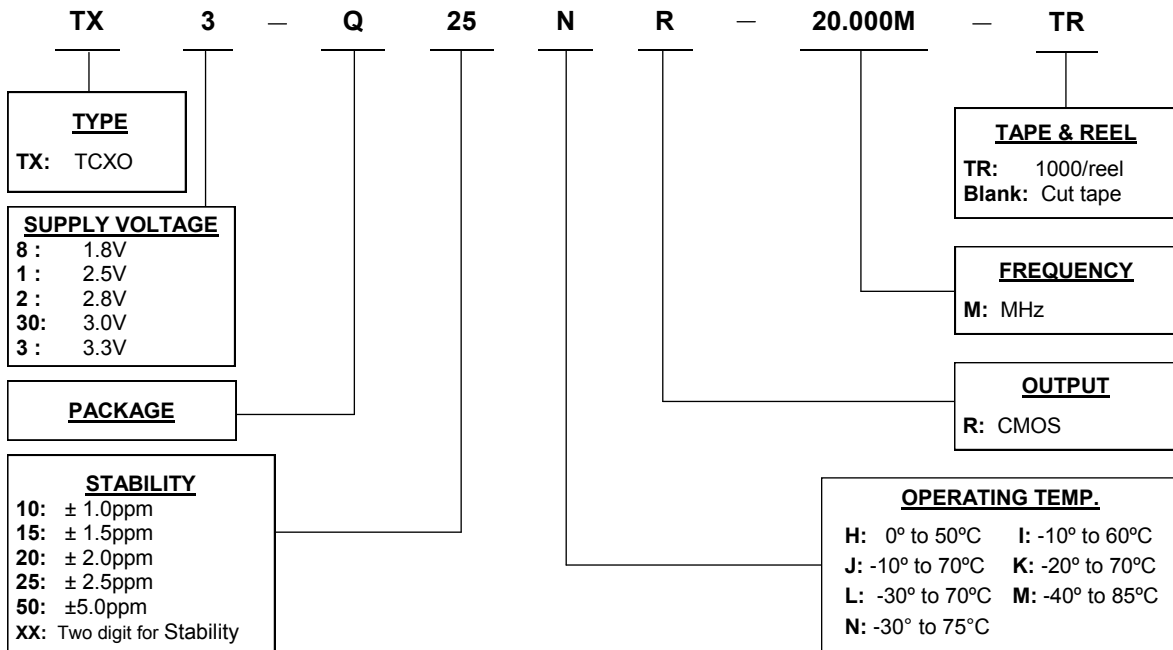 TX 3 — Q 25 N R — 20.000M — TR
TYPE
TX: TCXO
SUPPLY VOLTAGE
8 : 1.8V
1 : 2.5V
2 : 2.8V
30: 3.0V
3 : 3.3V
PACKAGE
STABILITY
10: ± 1.0ppm
15: ± 1.5ppm
20: ± 2.0ppm
25: ± 2.5ppm
50: ±5.0ppm
XX: Two digit for Stability
TAPE & REEL
TR: 1000/reel
Blank: Cut tape
FREQUENCY
M: MHz
OUTPUT
R: CMOS
OPERATING TEMP.
H: 0º to 50ºC I: -10º to 60ºC
J: -10º to 70ºC K: -20º to 70ºC
L: -30º to 70ºC M: -40º to 85ºC
N: -30° to 75°C